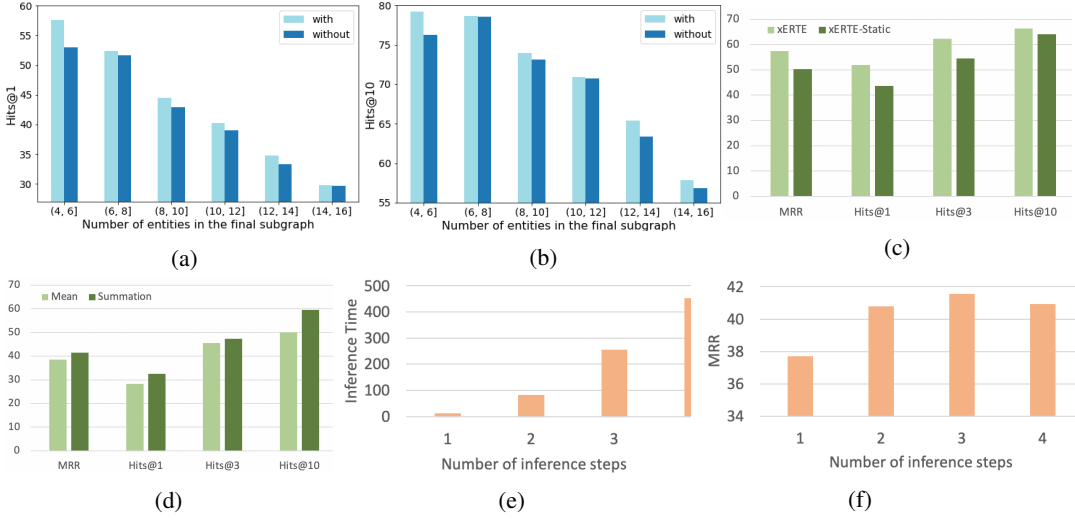 with
without
Hits@1
55
50
45
40
35
30
(4, 6]
(6, 8]
(8, 10]
(10, 12]
(12, 14]
(14, 16]
Number of entities in the final subgraph
(a)
with
without
Hits@10
80
75
70
65
60
55
(4, 6]
(6, 8]
(8, 10]
(10, 12]
(12, 14]
(14, 16]
Number of entities in the final subgraph
(b)
xERTE
xERTE-Static
70
60
50
40
30
20
10
0
MRR
Hits@1
Hits@3
Hits@10
(c)
Mean
Summation
70
60
50
40
30
20
10
0
MRR
Hits@1
Hits@3
Hits@10
(d)
Inference Time
500
400
300
200
100
0
1
2
3
Number of inference steps
(e)
MRR
42
40
38
36
34
1
2
3
4
Number of inference steps
(f)